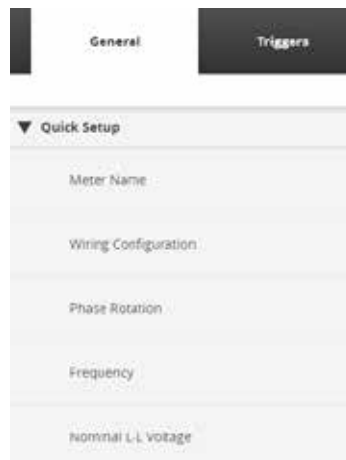 General
Triggers
Quick Setup
Meter Name
Wiring Configuration
Phase Rotation
Frequency
Nominal L-L Voltage